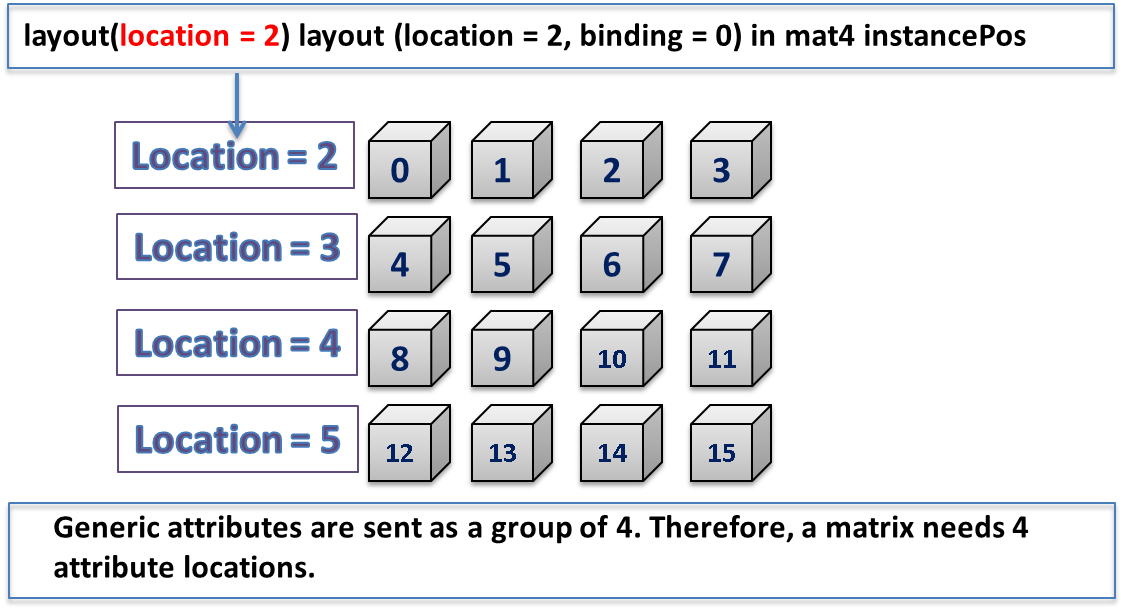 layout(location = 2) layout (location = 2, binding = 0) in mat4 instancePos
Location = 2 0 1 2 3
Location = 3 4 5 6 7
Location = 4 8 9 10 11
Location = 5 12 13 14 15
Generic attributes are sent as a group of 4. Therefore, a matrix needs 4
attribute locations.